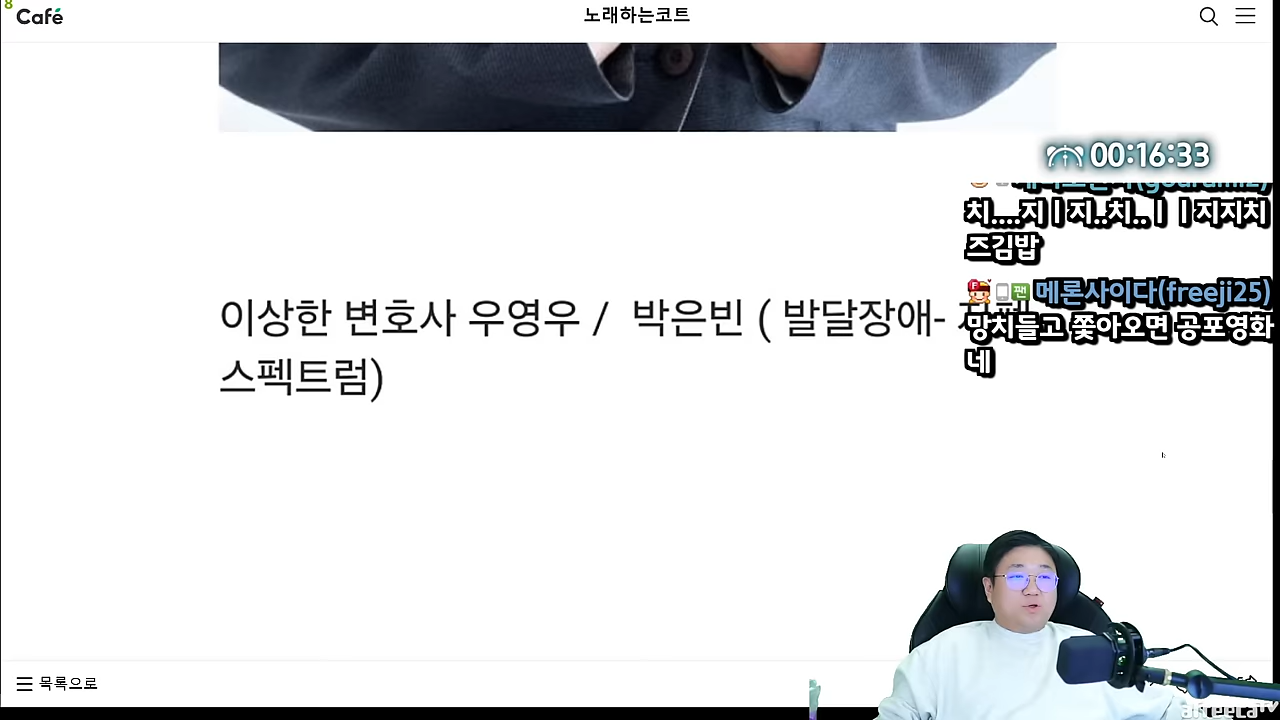 Café
노래하는코트
00:16:33
치....지ㅣ지..치..ㅣㅣ지지치
즈김밥
메론사이다(freeji25)
망치들고 쫓아오면 공포영화
네
이상한 변호사 우영우 / 박은빈 ( 발달장애-
스펙트럼)
목록으로
afreecaTV